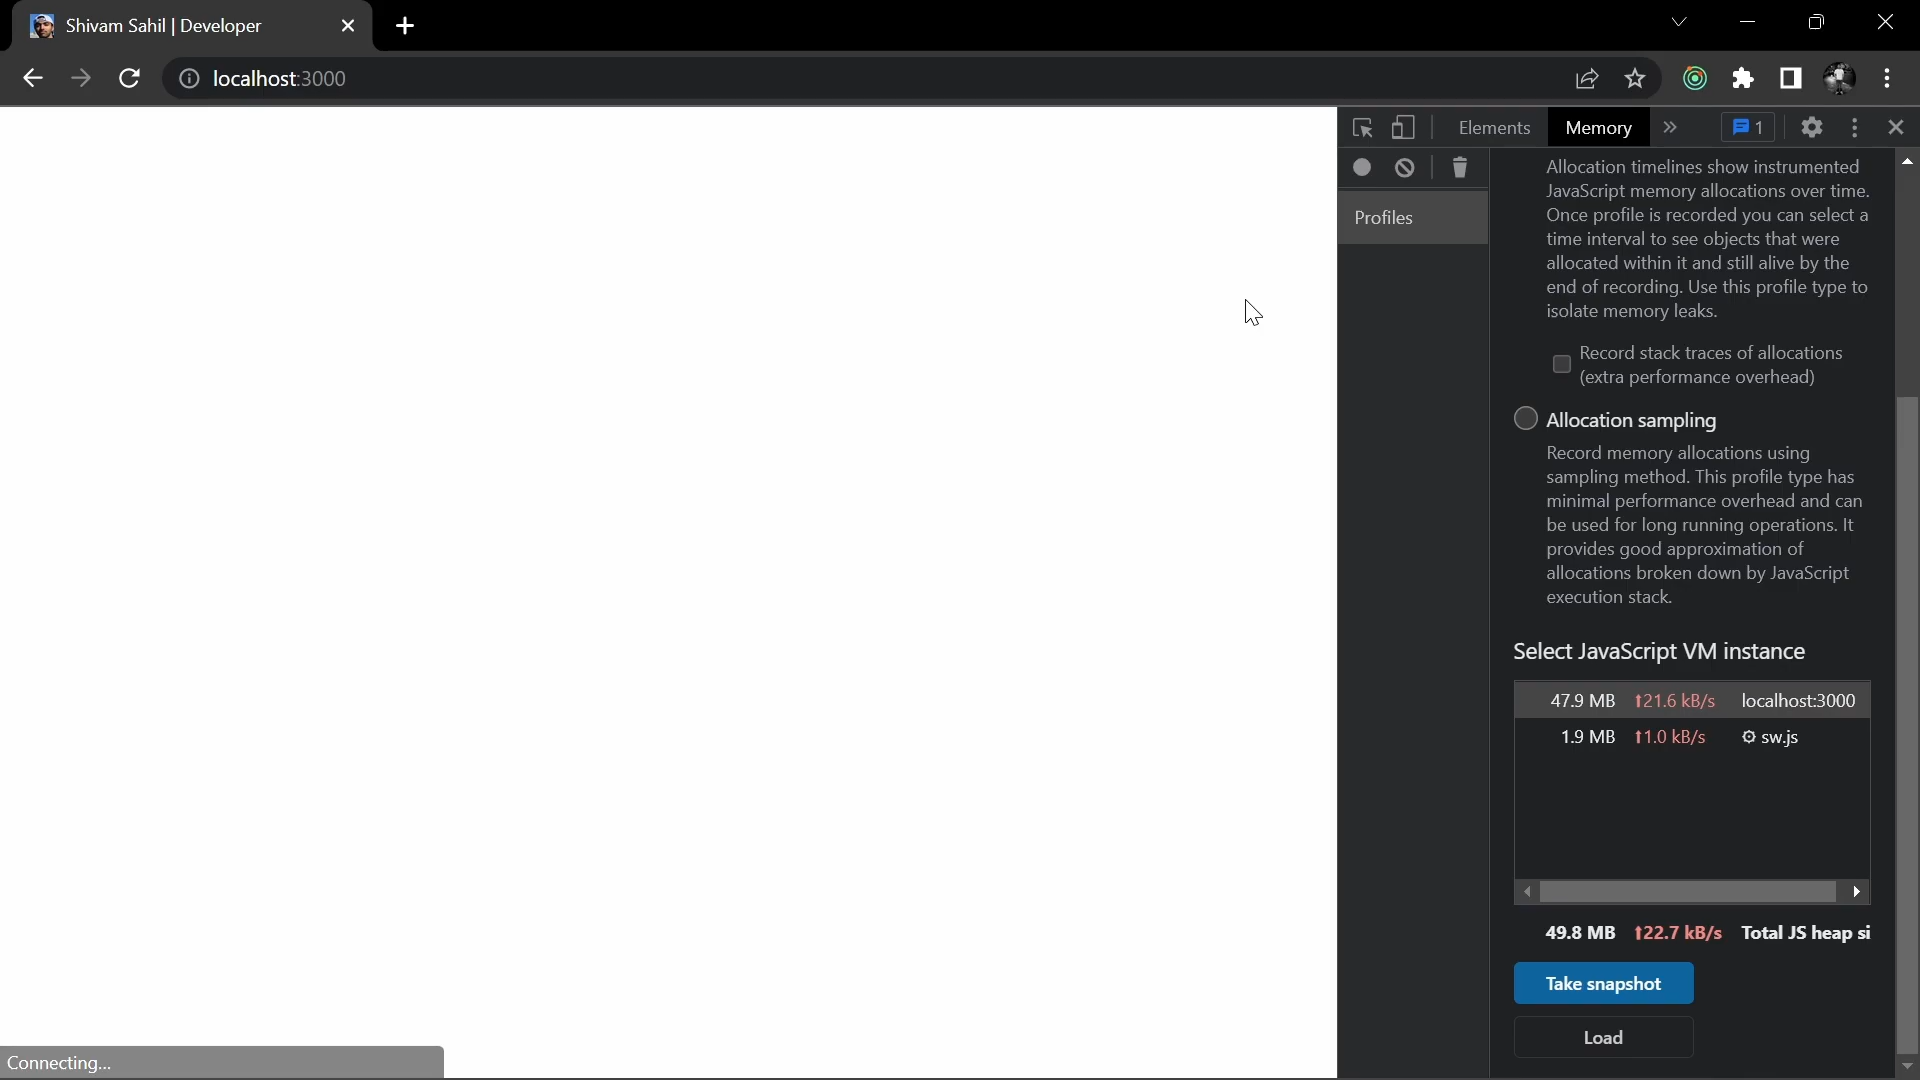 Shivam Sahil | Developer
localhost:3000
Elements
Memory
1
Profiles
Allocation timelines show instrumented
JavaScript memory allocations over time.
Once profile is recorded you can select a
time interval to see objects that were
allocated within it and still alive by the
end of recording. Use this profile type to
isolate memory leaks.
Record stack traces of allocations
(extra performance overhead)
Allocation sampling
Record memory allocations using
sampling method. This profile type has
minimal performance overhead and can
be used for long running operations. It
provides good approximation of
allocations broken down by JavaScript
execution stack.
Select JavaScript VM instance
47.9 MB ↑21.6 kB/s localhost:3000
1.9 MB ↑1.0 kB/s sw.js
49.8 MB ↑22.7 kB/s Total JS heap si
Take snapshot
Load
Connecting...